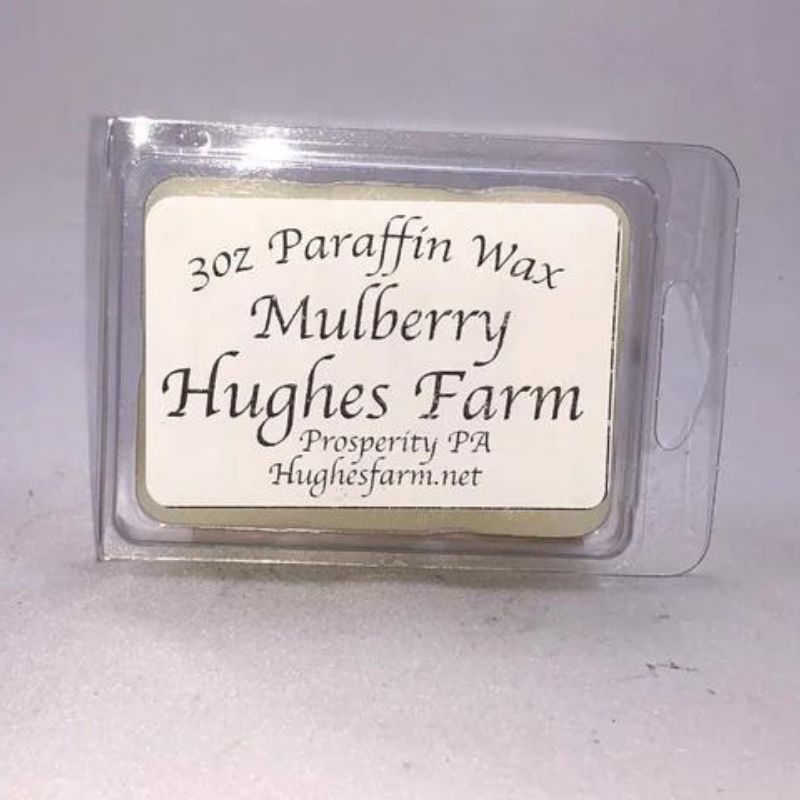 3oz Paraffin Wax
Mulberry
Hughes Farm
Prosperity PA
Hughesfarm.net